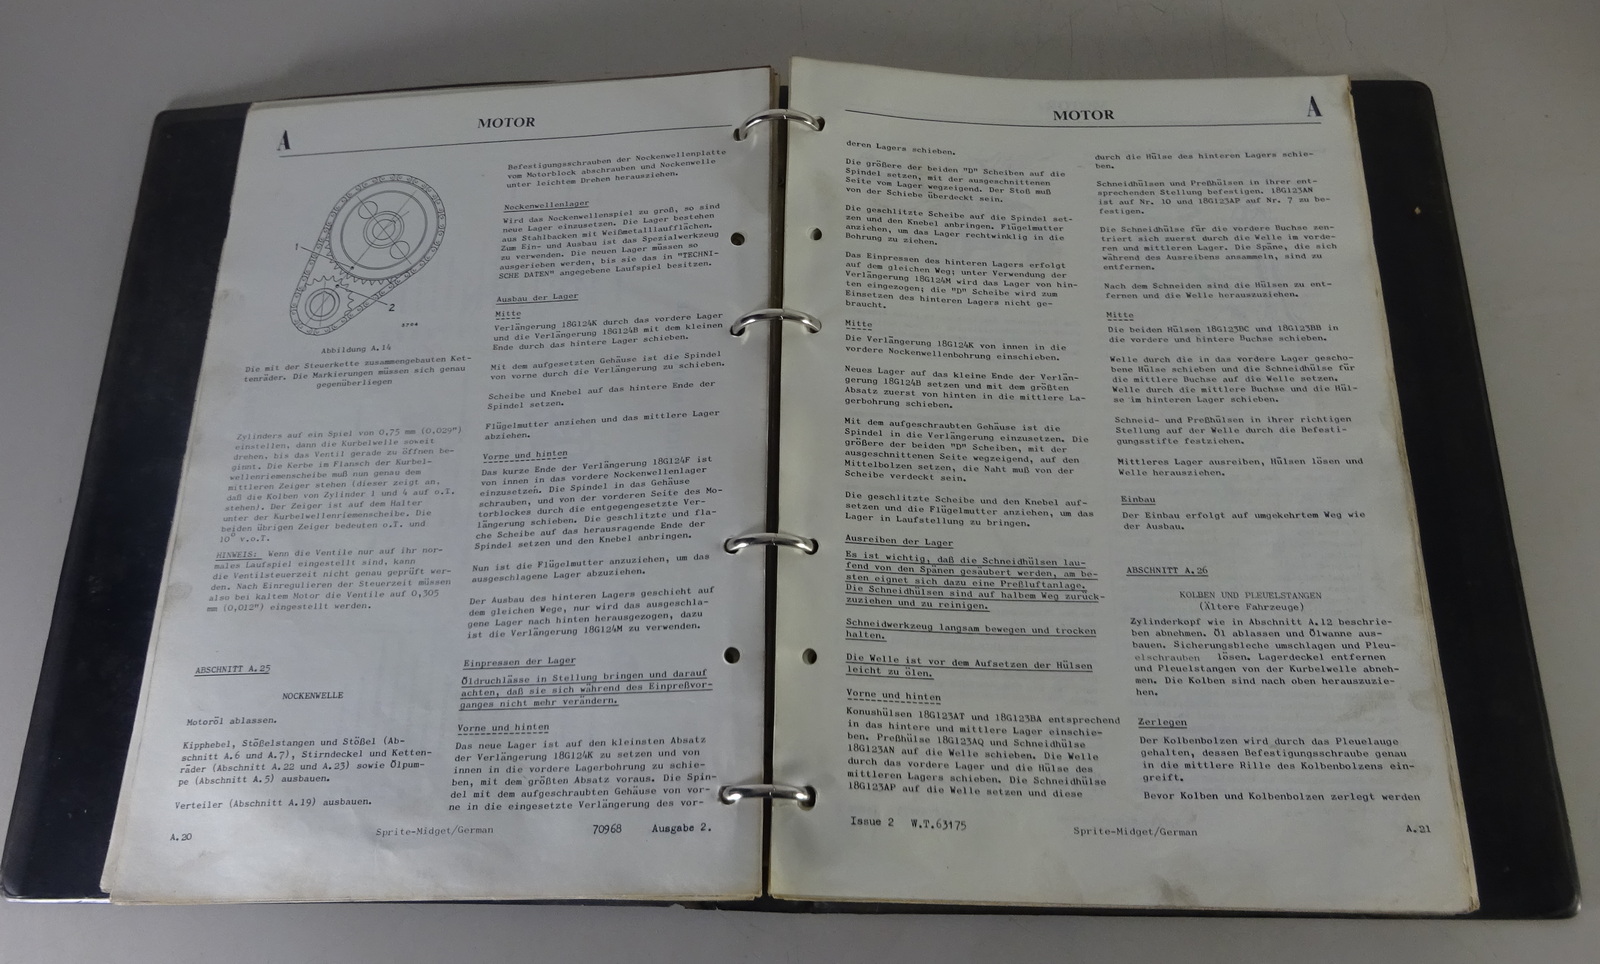 A
MOTOR
1
2
3704
Abbildung A.14
Die mit der Steuerkette zusammengebauten Ket-
tenräder. Die Markierungen müssen sich genau
gegenüberliegen
Zylinders auf ein Spiel von 0,75 mm (0,029")
einstellen, dann die Kurbelwelle soweit
drehen, bis das Ventil gerade zu öffnen be-
ginnt. Die Kerbe im Flansch der Kurbel-
wellenriemenscheibe muß nun genau dem
mittleren Zeiger stehen (dieser zeigt an,
daß die Kolben von Zylinder 1 und 4 auf o.T.
stehen). Der Zeiger ist auf dem Halter
unter der Kurbelwellenriemenscheibe. Die
beiden übrigen Zeiger bedeuten o.T. und
10° v.o.T.
HINWEIS: Wenn die Ventile nur auf ihr nor-
males Laufspiel eingestellt sind, kann
die Ventilsteuerzeit nicht genau geprüft wer-
den. Nach Einregulieren der Steuerzeit müssen
also bei kaltem Motor die Ventile auf 0,305
mm (0,012") eingestellt werden.
ABSCHNITT A.25
NOCKENWELLE
Motoröl ablassen.
Kipphebel, Stößelstangen und Stößel (Ab-
schnitt A.6 und A.7), Stirndeckel und Ketten-
räder (Abschnitt A.22 und A.23) sowie Ölpum-
pe (Abschnitt A.5) ausbauen.
Verteiler (Abschnitt A.19) ausbauen.
Befestigungsschrauben der Nockenwellenplatte
vom Motorblock abschrauben und Nockenwelle
unter leichtem Drehen herausziehen.
Nockenwellenlager
Wird das Nockenwellenspiel zu groß, so sind
neue Lager einzusetzen. Die Lager bestehen
aus Stahlbacken mit Weißmetallaufflächen.
Zum Ein- und Ausbau ist das Spezialwerkzeug
zu verwenden. Die neuen Lager müssen so
ausgerieben werden, bis sie das in "TECHNI-
SCHE DATEN" angegebene Laufspiel besitzen.
Ausbau der Lager
Mitte
Verlängerung 18G124K durch das vordere Lager
und die Verlängerung 18G124B mit dem kleinen
Ende durch das hintere Lager schieben.
Mit dem aufgesetzten Gehäuse ist die Spindel
von vorne durch die Verlängerung zu schieben.
Scheibe und Knebel auf das hintere Ende der
Spindel setzen.
Flügelmutter anziehen und das mittlere Lager
abziehen.
Vorne und hinten
Das kurze Ende der Verlängerung 18G124F ist
von innen in das vordere Nockenwellenlager
einzusetzen. Die Spindel in das Gehäuse
schrauben, und von der vorderen Seite des Mo-
torblockes durch die entgegengesetzte Ver-
längerung schieben. Die geschlitzte und fla-
che Scheibe auf das herausragende Ende der
Spindel setzen und den Knebel anbringen.
Nun ist die Flügelmutter anzuziehen, um das
ausgeschlagene Lager abzuziehen.
Der Ausbau des hinteren Lagers geschieht auf
dem gleichen Wege, nur wird das ausgeschla-
gene Lager nach hinten herausgezogen, dazu
ist die Verlängerung 18G124M zu verwenden.
Einpressen der Lager
Öldruchlässe in Stellung bringen und darauf
achten, daß sie sich während des Einpreßvor-
ganges nicht mehr verändern.
Vorne und hinten
Das neue Lager ist auf den kleinsten Absatz
der Verlängerung 18G124K zu setzen und von
innen in die vordere Lagerbohrung zu schie-
ben, mit dem größten Absatz voraus. Die Spin-
del mit dem aufgeschraubten Gehäuse von vor-
ne in die eingesetzte Verlängerung des vor-
A.20
Sprite-Midget/German
70968
Ausgabe 2.
MOTOR
A
deren Lagers schieben.
Die größere der beiden "D" Scheiben auf die
Spindel setzen, mit der ausgeschnittenen
Seite vom Lager wegzeigend. Der Stoß muß
von der Schiebe überdeckt sein.
Die geschlitzte Scheibe auf die Spindel set-
zen und den Knebel anbringen. Flügelmutter
anziehen, um das Lager rechtwinklig in die
Bohrung zu ziehen.
Das Einpressen des hinteren Lagers erfolgt
auf dem gleichen Weg; unter Verwendung der
Verlängerung 18G124M wird das Lager von hin-
ten eingezogen; die "D" Scheibe wird zum
Einsetzen des hinteren Lagers nicht ge-
braucht.
Mitte
Die Verlängerung 18G124K von innen in die
vordere Nockenwellenbohrung einschieben.
Neues Lager auf das kleine Ende der Verlän-
gerung 18G124B setzen und mit dem größten
Absatz zuerst von hinten in die mittlere La-
gerbohrung schieben.
Mit dem aufgeschraubten Gehäuse ist die
Spindel in die Verlängerung einzusetzen. Die
größere der beiden "D" Scheiben, mit der
ausgeschnittenen Seite wegzeigend, auf den
Mittelbolzen setzen, die Naht muß von der
Scheibe verdeckt sein.
Die geschlitzte Scheibe und den Knebel auf-
setzen und die Flügelmutter anziehen, um das
Lager in Laufstellung zu bringen.
Ausreiben der Lager
Es ist wichtig, daß die Schneidhülsen lau-
fend von den Spänen gesäubert werden, am be-
sten eignet sich dazu eine Preßluftanlage.
Die Schneidhülsen sind auf halbem Weg zurück-
zuziehen und zu reinigen.
Schneidwerkzeug langsam bewegen und trocken
halten.
Die Welle ist vor dem Aufsetzen der Hülsen
leicht zu ölen.
Vorne und hinten
Konushülsen 18G123AT und 18G123BA entsprechend
in das hintere und mittlere Lager einschie-
ben. Preßhülse 18G123AQ und Schneidhülse
18G123AN auf die Welle schieben. Die Welle
durch das vordere Lager und die Hülse des
mittleren Lagers schieben. Die Schneidhülse
18G123AP auf die Welle setzen und diese
durch die Hülse des hinteren Lagers schie-
ben.
Schneidhülsen und Preßhülsen in ihrer ent-
sprechenden Stellung befestigen. 18G123AN
ist auf Nr. 10 und 18G123AP auf Nr. 7 zu be-
festigen.
Die Schneidhülse für die vordere Buchse zen-
triert sich zuerst durch die Welle im vorde-
ren und mittleren Lager. Die Späne, die sich
während des Ausreibens ansammeln, sind zu
entfernen.
Nach dem Schneiden sind die Hülsen zu ent-
fernen und die Welle herauszuziehen.
Mitte
Die beiden Hülsen 18G123BC und 18G123BB in
die vordere und hintere Buchse schieben.
Welle durch die in das vordere Lager gescho-
bene Hülse schieben und die Schneidhülse für
die mittlere Buchse auf die Welle setzen.
Welle durch die mittlere Buchse und die Hül-
se im hinteren Lager schieben.
Schneid- und Preßhülsen in ihrer richtigen
Stellung auf der Welle durch die Befesti-
gungsstifte festziehen.
Mittleres Lager ausreiben, Hülsen lösen und
Welle herausziehen.
Einbau
Der Einbau erfolgt auf umgekehrtem Weg wie
der Ausbau.
ABSCHNITT A.26
KOLBEN UND PLEUELSTANGEN
(Ältere Fahrzeuge)
Zylinderkopf wie in Abschnitt A.12 beschrie-
ben abnehmen. Öl ablassen und Ölwanne aus-
bauen. Sicherungsbleche umschlagen und Pleu-
elschrauben lösen. Lagerdeckel entfernen
und Pleuelstangen von der Kurbelwelle abneh-
men. Die Kolben sind nach oben herauszuzie-
hen.
Zerlegen
Der Kolbenbolzen wird durch das Pleuelauge
gehalten, dessen Befestigungsschraube genau
in die mittlere Rille des Kolbenbolzens ein-
greift.
Bevor Kolben und Kolbenbolzen zerlegt werden
Issue 2 W.T.63175
Sprite-Midget/German
A.21